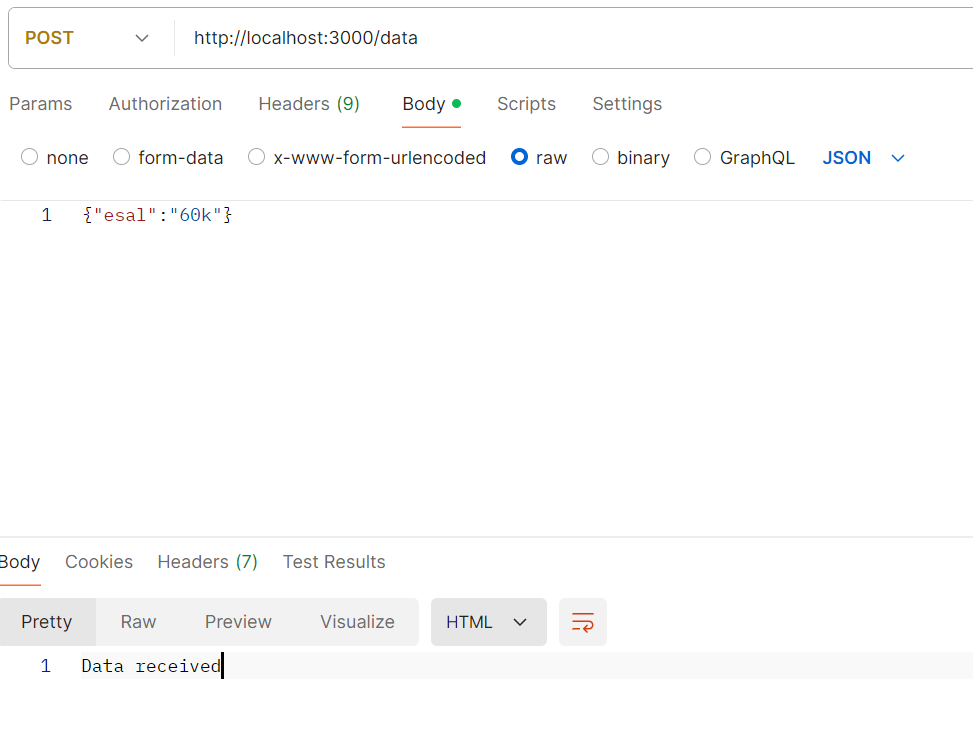 POST http://localhost:3000/data
Params Authorization Headers (9) Body Scripts Settings
none form-data x-www-form-urlencoded raw binary GraphQL JSON
1 {"esal":"60k"}
Body Cookies Headers (7) Test Results
Pretty Raw Preview Visualize HTML
1 Data received